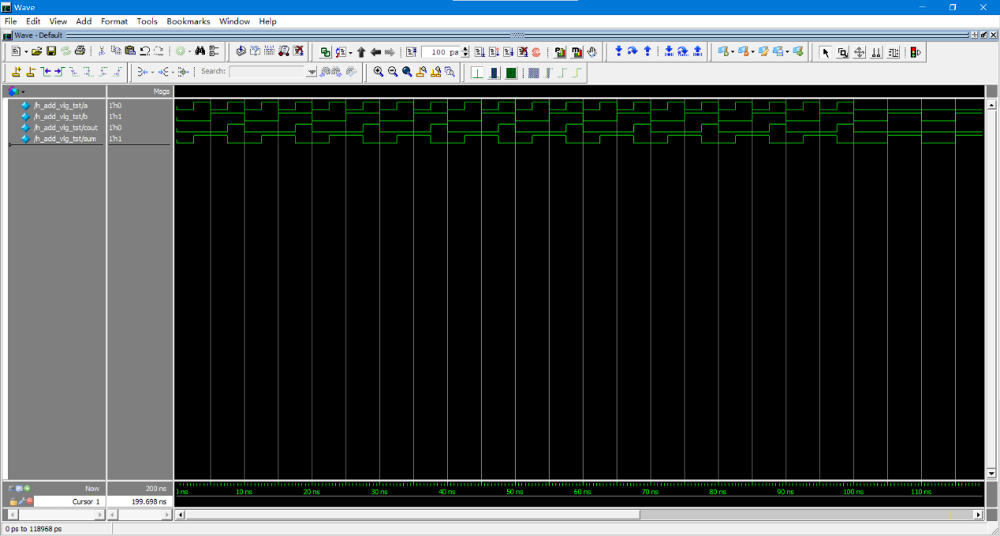 Wave
File Edit View Add Format Tools Bookmarks Window Help
Wave - Default
100 ps
Search:
Msgs
/h_add_vlg_tst/a 1'h0
/h_add_vlg_tst/b 1'h1
/h_add_vlg_tst/cout 1'h0
/h_add_vlg_tst/sum 1'h1
Now 200 ns
ns 10 ns 20 ns 30 ns 40 ns 50 ns 60 ns 70 ns 80 ns 90 ns 100 ns 110 ns
Cursor 1 199.698 ns
0 ps to 118968 ps